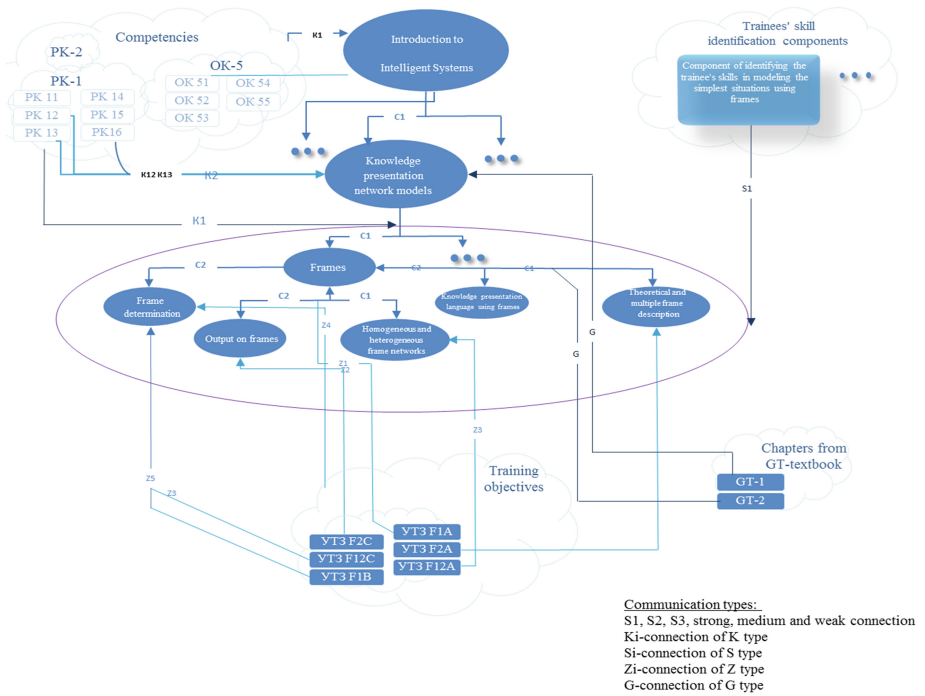 Competencies
PK-2
PK-1
PK 11
PK 12
PK 13
PK 14
PK 15
PK16
OK-5
OK 51
OK 52
OK 53
OK 54
OK 55
K1
Introduction to
Intelligent Systems
Trainees' skill
identification components
Component of identifying the
trainee's skills in modeling the
simplest situations using
frames
C1
Knowledge
presentation
network models
K12 K13
K2
S1
K1
C1
Frames
C2
C2
C1
Frame
determination
C2
C1
Knowledge presentation
language using frames
Theoretical and
multiple frame
description
Output on frames
Z4
Homogeneous and
heterogeneous
frame networks
G
G
Z1
Z2
Z3
Z5
Z3
Training
objectives
Chapters from
GT-textbook
GT-1
GT-2
УТЗ F2C
УТЗ F12C
УТЗ F1B
УТЗ F1A
УТЗ F2A
УТЗ F12A
Communication types:
S1, S2, S3, strong, medium and weak connection
Ki-connection of K type
Si-connection of S type
Zi-connection of Z type
G-connection of G type